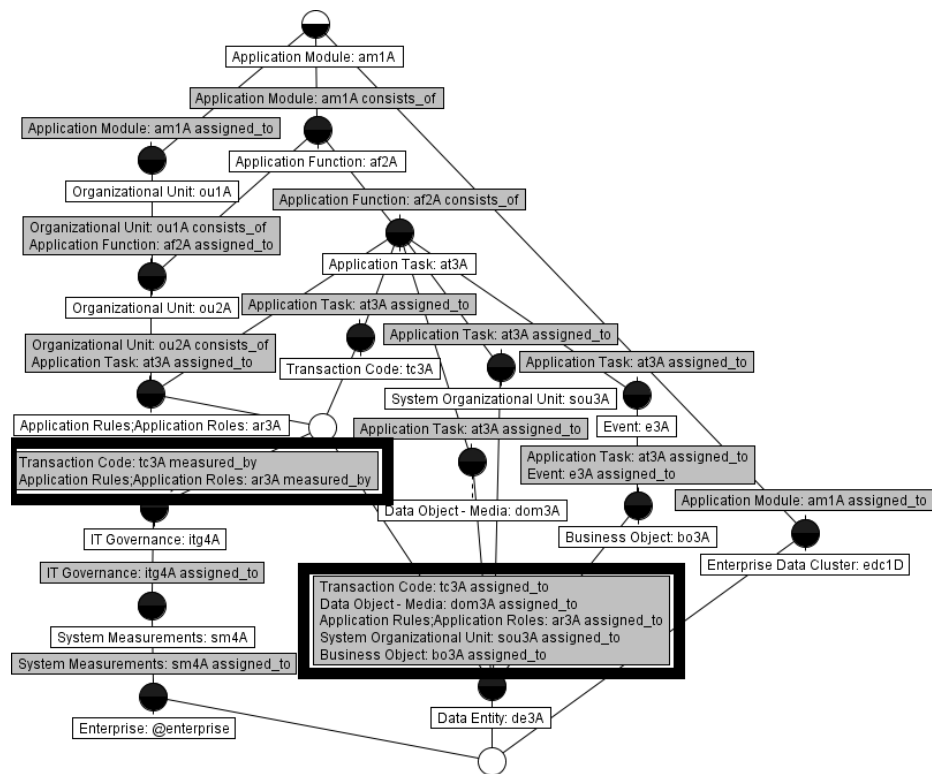 Application Module: am1A
Application Module: am1A consists_of
Application Module: am1A assigned_to
Application Function: af2A
Organizational Unit: ou1A
Application Function: af2A consists_of
Organizational Unit: ou1A consists_of
Application Function: af2A assigned_to
Application Task: at3A
Organizational Unit: ou2A
Application Task: at3A assigned_to
Application Task: at3A assigned_to
Organizational Unit: ou2A consists_of
Application Task: at3A assigned_to
Transaction Code: tc3A
Application Task: at3A assigned_to
System Organizational Unit: sou3A
Application Rules;Application Roles: ar3A
Application Task: at3A assigned_to
Event: e3A
Transaction Code: tc3A measured_by
Application Rules;Application Roles: ar3A measured_by
Application Task: at3A assigned_to
Event: e3A assigned_to
Data Object - Media: dom3A
Application Module: am1A assigned_to
IT Governance: itg4A
Business Object: bo3A
Enterprise Data Cluster: edc1D
IT Governance: itg4A assigned_to
Transaction Code: tc3A assigned_to
Data Object - Media: dom3A assigned_to
Application Rules;Application Roles: ar3A assigned_to
System Organizational Unit: sou3A assigned_to
Business Object: bo3A assigned_to
System Measurements: sm4A
System Measurements: sm4A assigned_to
Data Entity: de3A
Enterprise: @enterprise